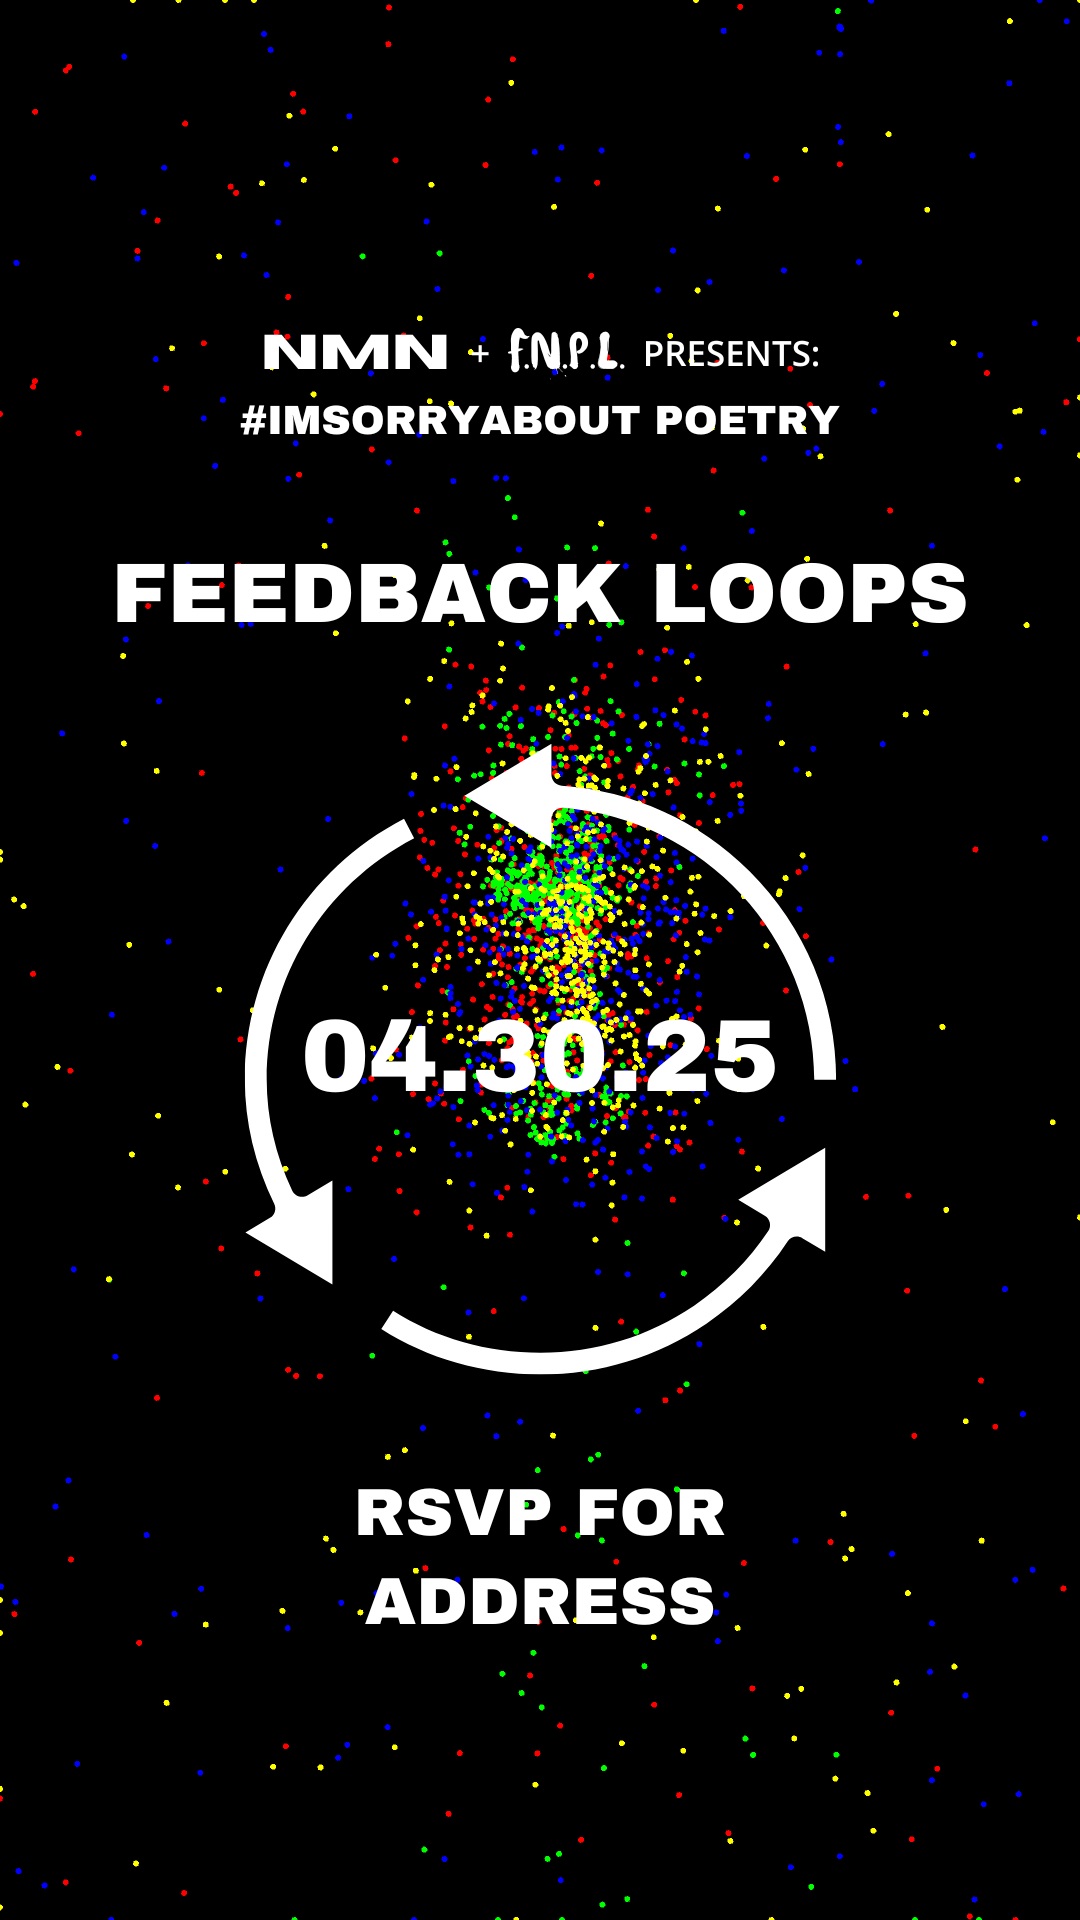 NMN + f.N.P.L. PRESENTS:
#IMSORRYABOUT POETRY
FEEDBACK LOOPS
04.30.25
RSVP FOR
ADDRESS